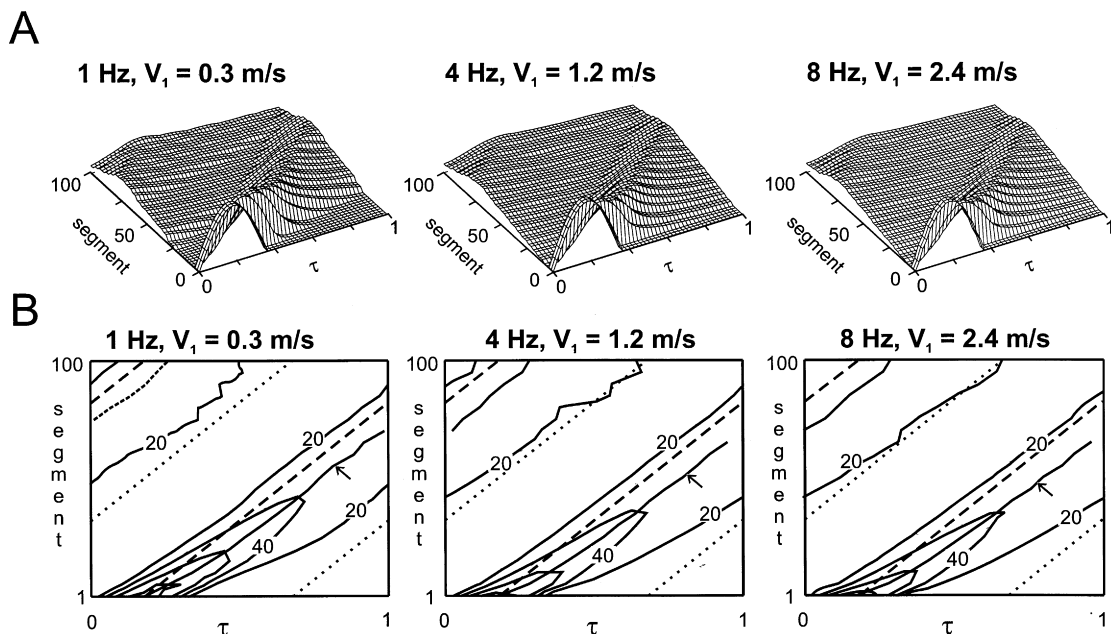 A
1 Hz, V₁ = 0.3 m/s
4 Hz, V₁ = 1.2 m/s
8 Hz, V₁ = 2.4 m/s
100
50
0
segment
0
τ
1
100
50
0
segment
0
τ
1
100
50
0
segment
0
τ
1
B
1 Hz, V₁ = 0.3 m/s
4 Hz, V₁ = 1.2 m/s
8 Hz, V₁ = 2.4 m/s
100
segment
1
20
20
20
40
0
τ
1
100
segment
1
20
20
20
40
0
τ
1
100
segment
1
20
20
20
40
0
τ
1